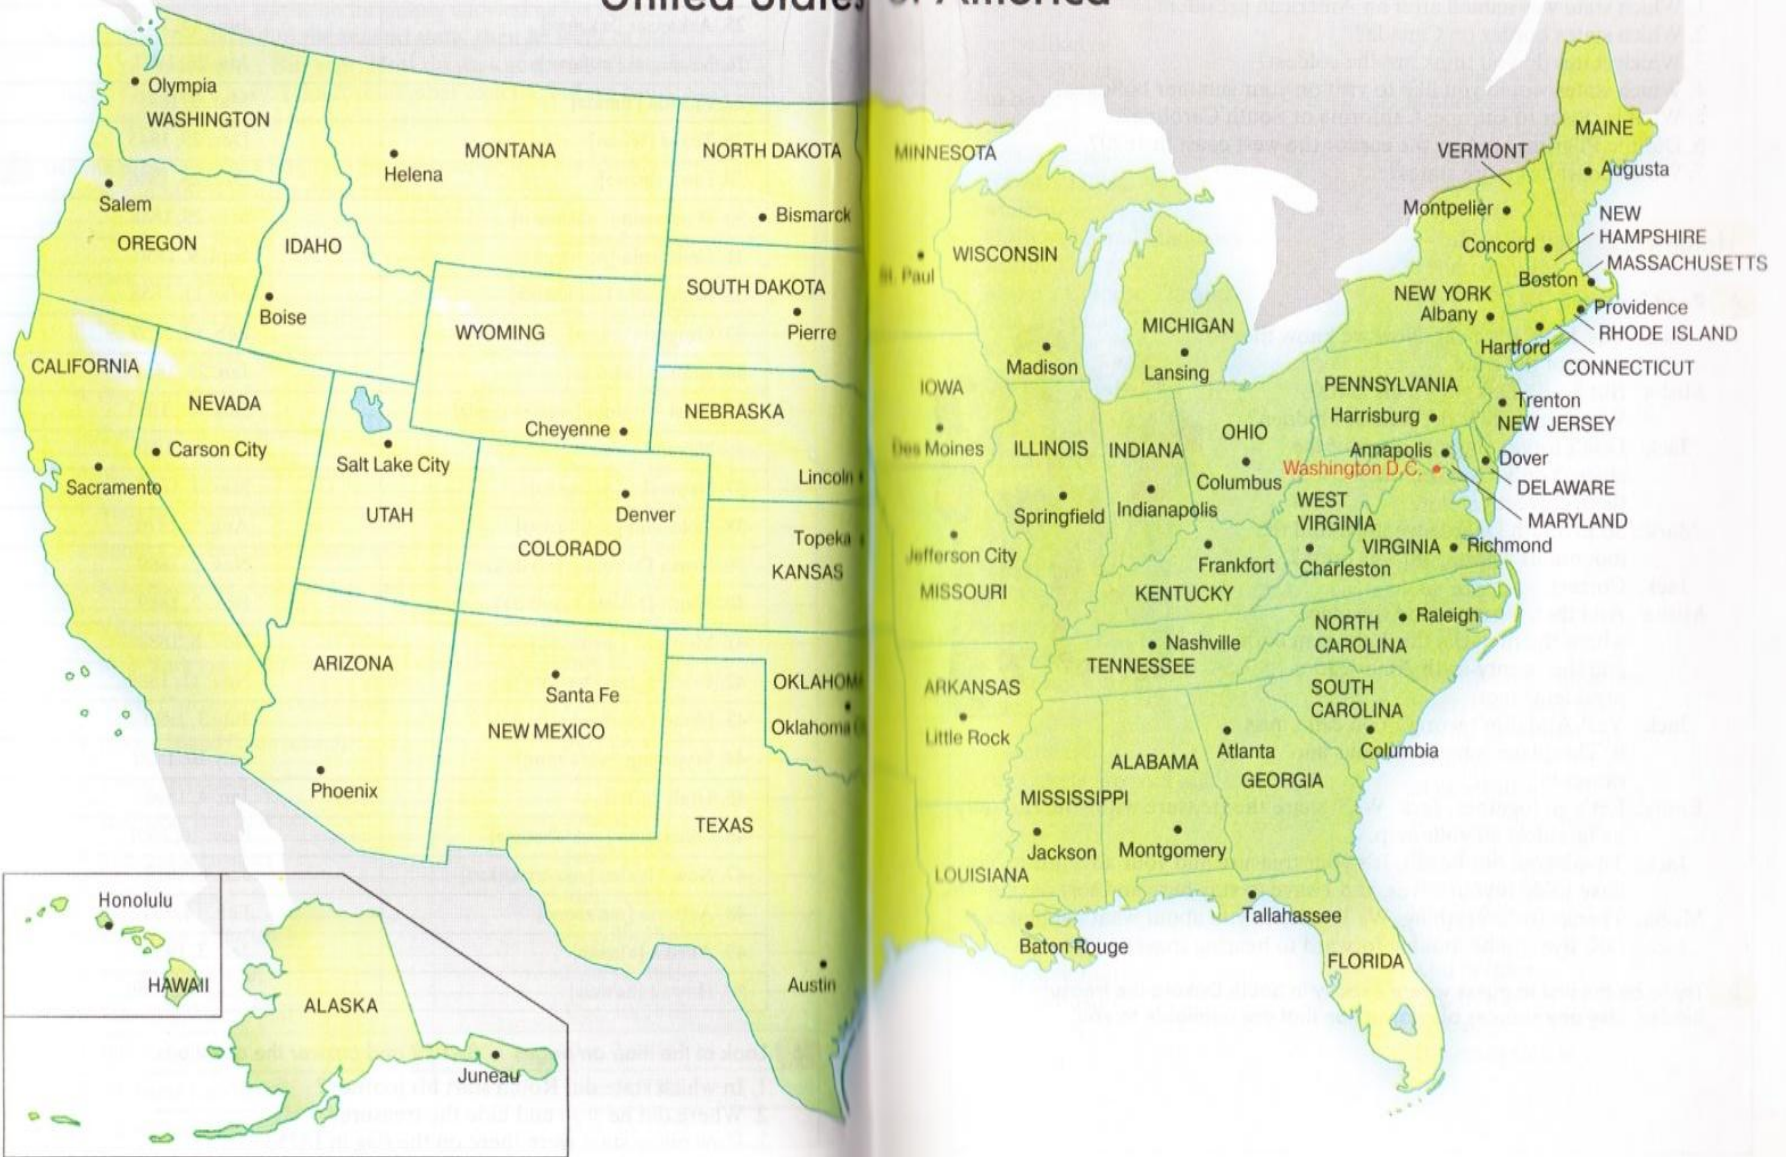 United States of America
Olympia
WASHINGTON
Salem
OREGON
IDAHO
Boise
MONTANA
Helena
NORTH DAKOTA
Bismarck
SOUTH DAKOTA
Pierre
WYOMING
Cheyenne
NEBRASKA
Lincoln
CALIFORNIA
Sacramento
NEVADA
Carson City
Salt Lake City
UTAH
Denver
COLORADO
Topeka
KANSAS
ARIZONA
Phoenix
Santa Fe
NEW MEXICO
OKLAHOMA
Oklahoma
TEXAS
Austin
Honolulu
HAWAII
ALASKA
Juneau
MINNESOTA
St. Paul
WISCONSIN
Madison
MICHIGAN
Lansing
IOWA
Des Moines
ILLINOIS
Springfield
INDIANA
Indianapolis
OHIO
Columbus
Jefferson City
MISSOURI
Frankfort
KENTUCKY
Nashville
TENNESSEE
ARKANSAS
Little Rock
MISSISSIPPI
Jackson
ALABAMA
Montgomery
LOUISIANA
Baton Rouge
Atlanta
GEORGIA
Tallahassee
FLORIDA
SOUTH
CAROLINA
Columbia
NORTH
CAROLINA
Raleigh
WEST
VIRGINIA
Charleston
VIRGINIA
Richmond
Washington D.C.
Annapolis
MARYLAND
Dover
DELAWARE
PENNSYLVANIA
Harrisburg
Trenton
NEW JERSEY
NEW YORK
Albany
Hartford
CONNECTICUT
Providence
RHODE ISLAND
Boston
MASSACHUSETTS
Concord
NEW
HAMPSHIRE
Montpelier
VERMONT
MAINE
Augusta